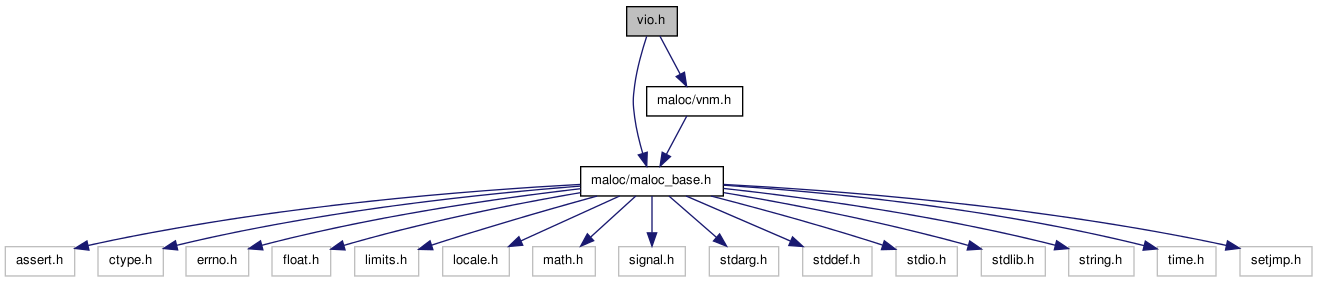 vio.h
maloc/vnm.h
maloc/maloc_base.h
assert.h
ctype.h
errno.h
float.h
limits.h
locale.h
math.h
signal.h
stdarg.h
stddef.h
stdio.h
stdlib.h
string.h
time.h
setjmp.h